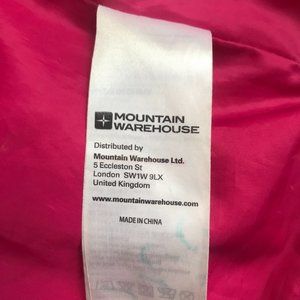 MOUNTAIN
WAREHOUSE
Distributed by
Mountain Warehouse Ltd.
5 Eccleston St
London SW1W 9LX
United Kingdom
www.mountainwarehouse.com
MADE IN CHINA